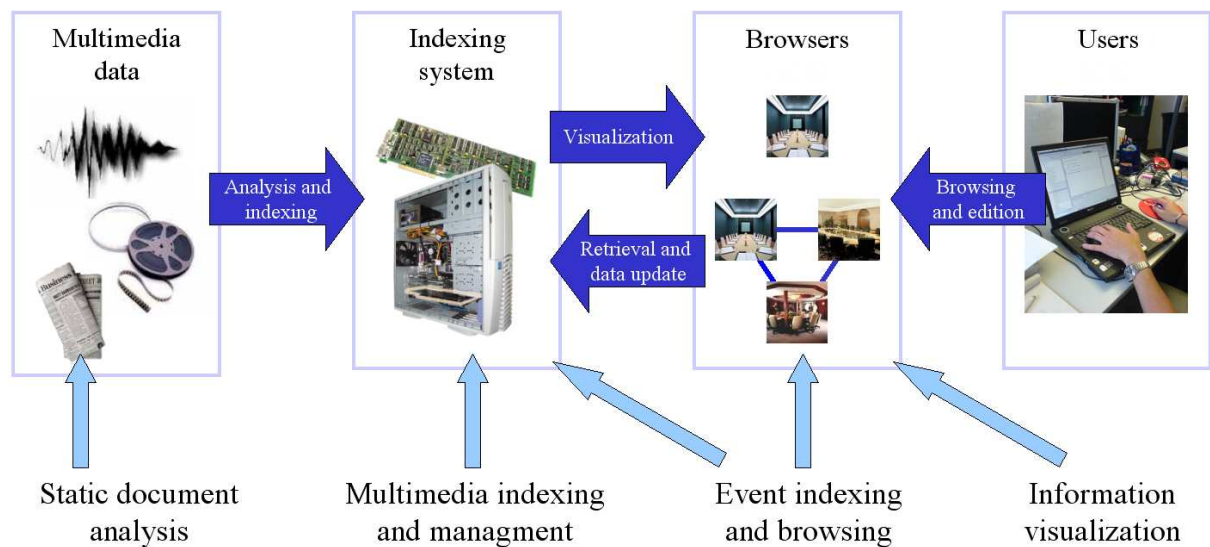 Multimedia
data
Indexing
system
Browsers
Users
Analysis and
indexing
Visualization
Retrieval and
data update
Browsing
and edition
Business
Static document
analysis
Multimedia indexing
and managment
Event indexing
and browsing
Information
visualization